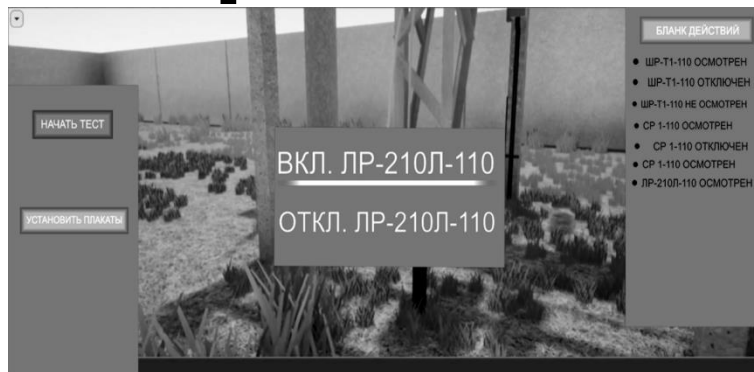 НАЧАТЬ ТЕСТ
УСТАНОВИТЬ ПЛАКАТЫ
ВКЛ. ЛР-210Л-110
ОТКЛ. ЛР-210Л-110
БЛАНК ДЕЙСТВИЙ
ШР-Т1-110 ОСМОТРЕН
ШР-Т1-110 ОТКЛЮЧЕН
ШР-Т1-110 НЕ ОСМОТРЕН
СР 1-110 ОСМОТРЕН
СР 1-110 ОТКЛЮЧЕН
СР 1-110 ОСМОТРЕН
ЛР-210Л-110 ОСМОТРЕН